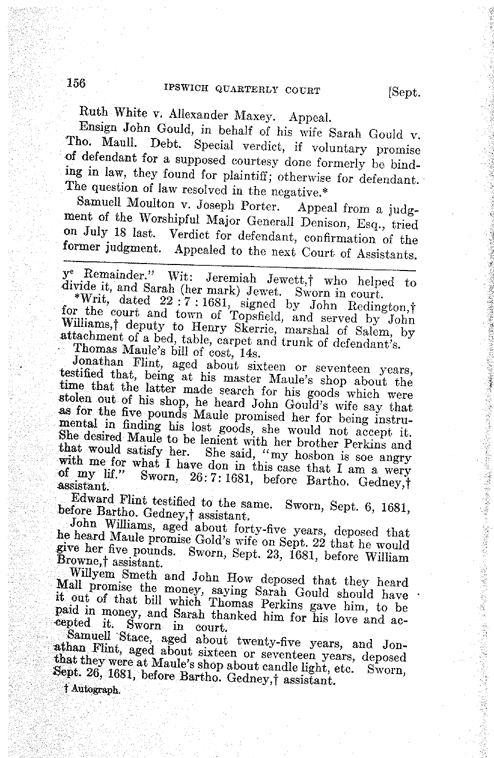 156 IPSWICH QUARTERLY COURT [Sept.
Ruth White v. Allexander Maxey. Appeal.
Ensign John Gould, in behalf of his wife Sarah Gould v.
Tho. Maull. Debt. Special verdict, if voluntary promise
of defendant for a supposed courtesy done formerly be bind-
ing in law, they found for plaintiff; otherwise for defendant.
The question of law resolved in the negative.*
Samuell Moulton v. Joseph Porter. Appeal from a judg-
ment of the Worshipful Major Generall Denison, Esq., tried
on July 18 last. Verdict for defendant, confirmation of the
former judgment. Appealed to the next Court of Assistants.
yᵉ Remainder." Wit: Jeremiah Jewett,† who helped to
divide it, and Sarah (her mark) Jewet. Sworn in court.
*Writ, dated 22 : 7 : 1681, signed by John Redington,†
for the court and town of Topsfield, and served by John
Williams,† deputy to Henry Skerrie, marshal of Salem, by
attachment of a bed, table, carpet and trunk of defendant's.
Thomas Maule's bill of cost, 14s.
Jonathan Flint, aged about sixteen or seventeen years,
testified that, being at his master Maule's shop about the
time that the latter made search for his goods which were
stolen out of his shop, he heard John Gould's wife say that
as for the five pounds Maule promised her for being instru-
mental in finding his lost goods, she would not accept it.
She desired Maule to be lenient with her brother Perkins and
that would satisfy her. She said, "my hosbon is soe angry
with me for what I have don in this case that I am a wery
of my lif." Sworn, 26: 7: 1681, before Bartho. Gedney,†
assistant.
Edward Flint testified to the same. Sworn, Sept. 6, 1681,
before Bartho. Gedney,† assistant.
John Williams, aged about forty-five years, deposed that
he heard Maule promise Gold's wife on Sept. 22 that he would
give her five pounds. Sworn, Sept. 23, 1681, before William
Browne,† assistant.
Willyem Smeth and John How deposed that they heard
Mall promise the money, saying Sarah Gould should have
it out of that bill which Thomas Perkins gave him, to be
paid in money, and Sarah thanked him for his love and ac-
cepted it. Sworn in court.
Samuell Stace, aged about twenty-five years, and Jon-
athan Flint, aged about sixteen or seventeen years, deposed
that they were at Maule's shop about candle light, etc. Sworn,
Sept. 26, 1681, before Bartho. Gedney,† assistant.
† Autograph.